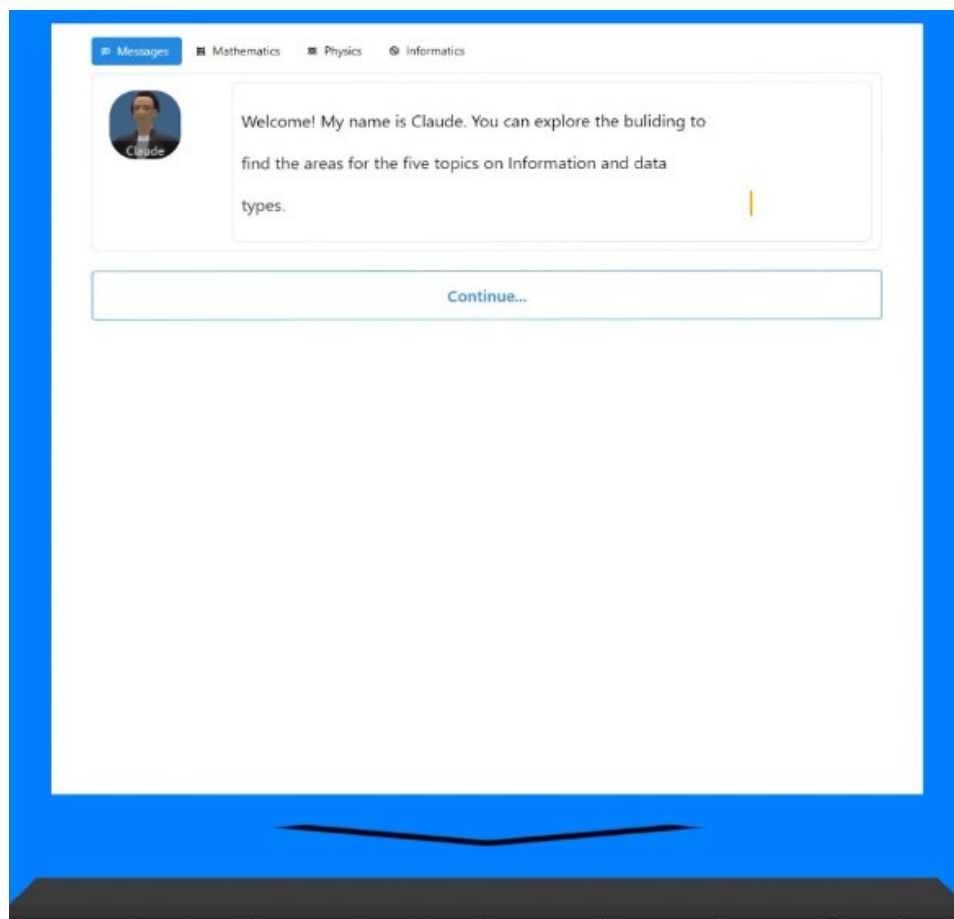 Messages Mathematics Physics Informatics
Claude
Welcome! My name is Claude. You can explore the buliding to
find the areas for the five topics on Information and data
types.
Continue...